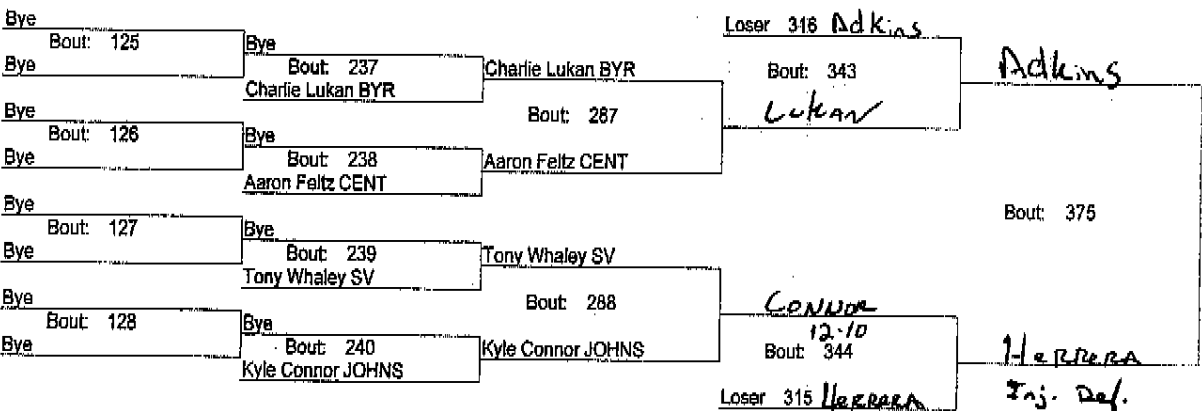 Bye
Bout: 125
Bye
Bye
Bout: 237
Charlie Lukan BYR
Bye
Bout: 126
Bye
Bye
Bout: 238
Aaron Feltz CENT
Bye
Bout: 127
Bye
Bye
Bout: 239
Tony Whaley SV
Bye
Bout: 128
Bye
Bye
Bout: 240
Kyle Connor JOHNS
Charlie Lukan BYR
Bout: 287
Aaron Feltz CENT
Tony Whaley SV
Bout: 288
Kyle Connor JOHNS
Loser 316 Adkins
Bout: 343
Lukan
Connor
12-10
Bout: 344
Loser 315 Herrera
Adkins
Bout: 375
Herrera
Inj. Def.